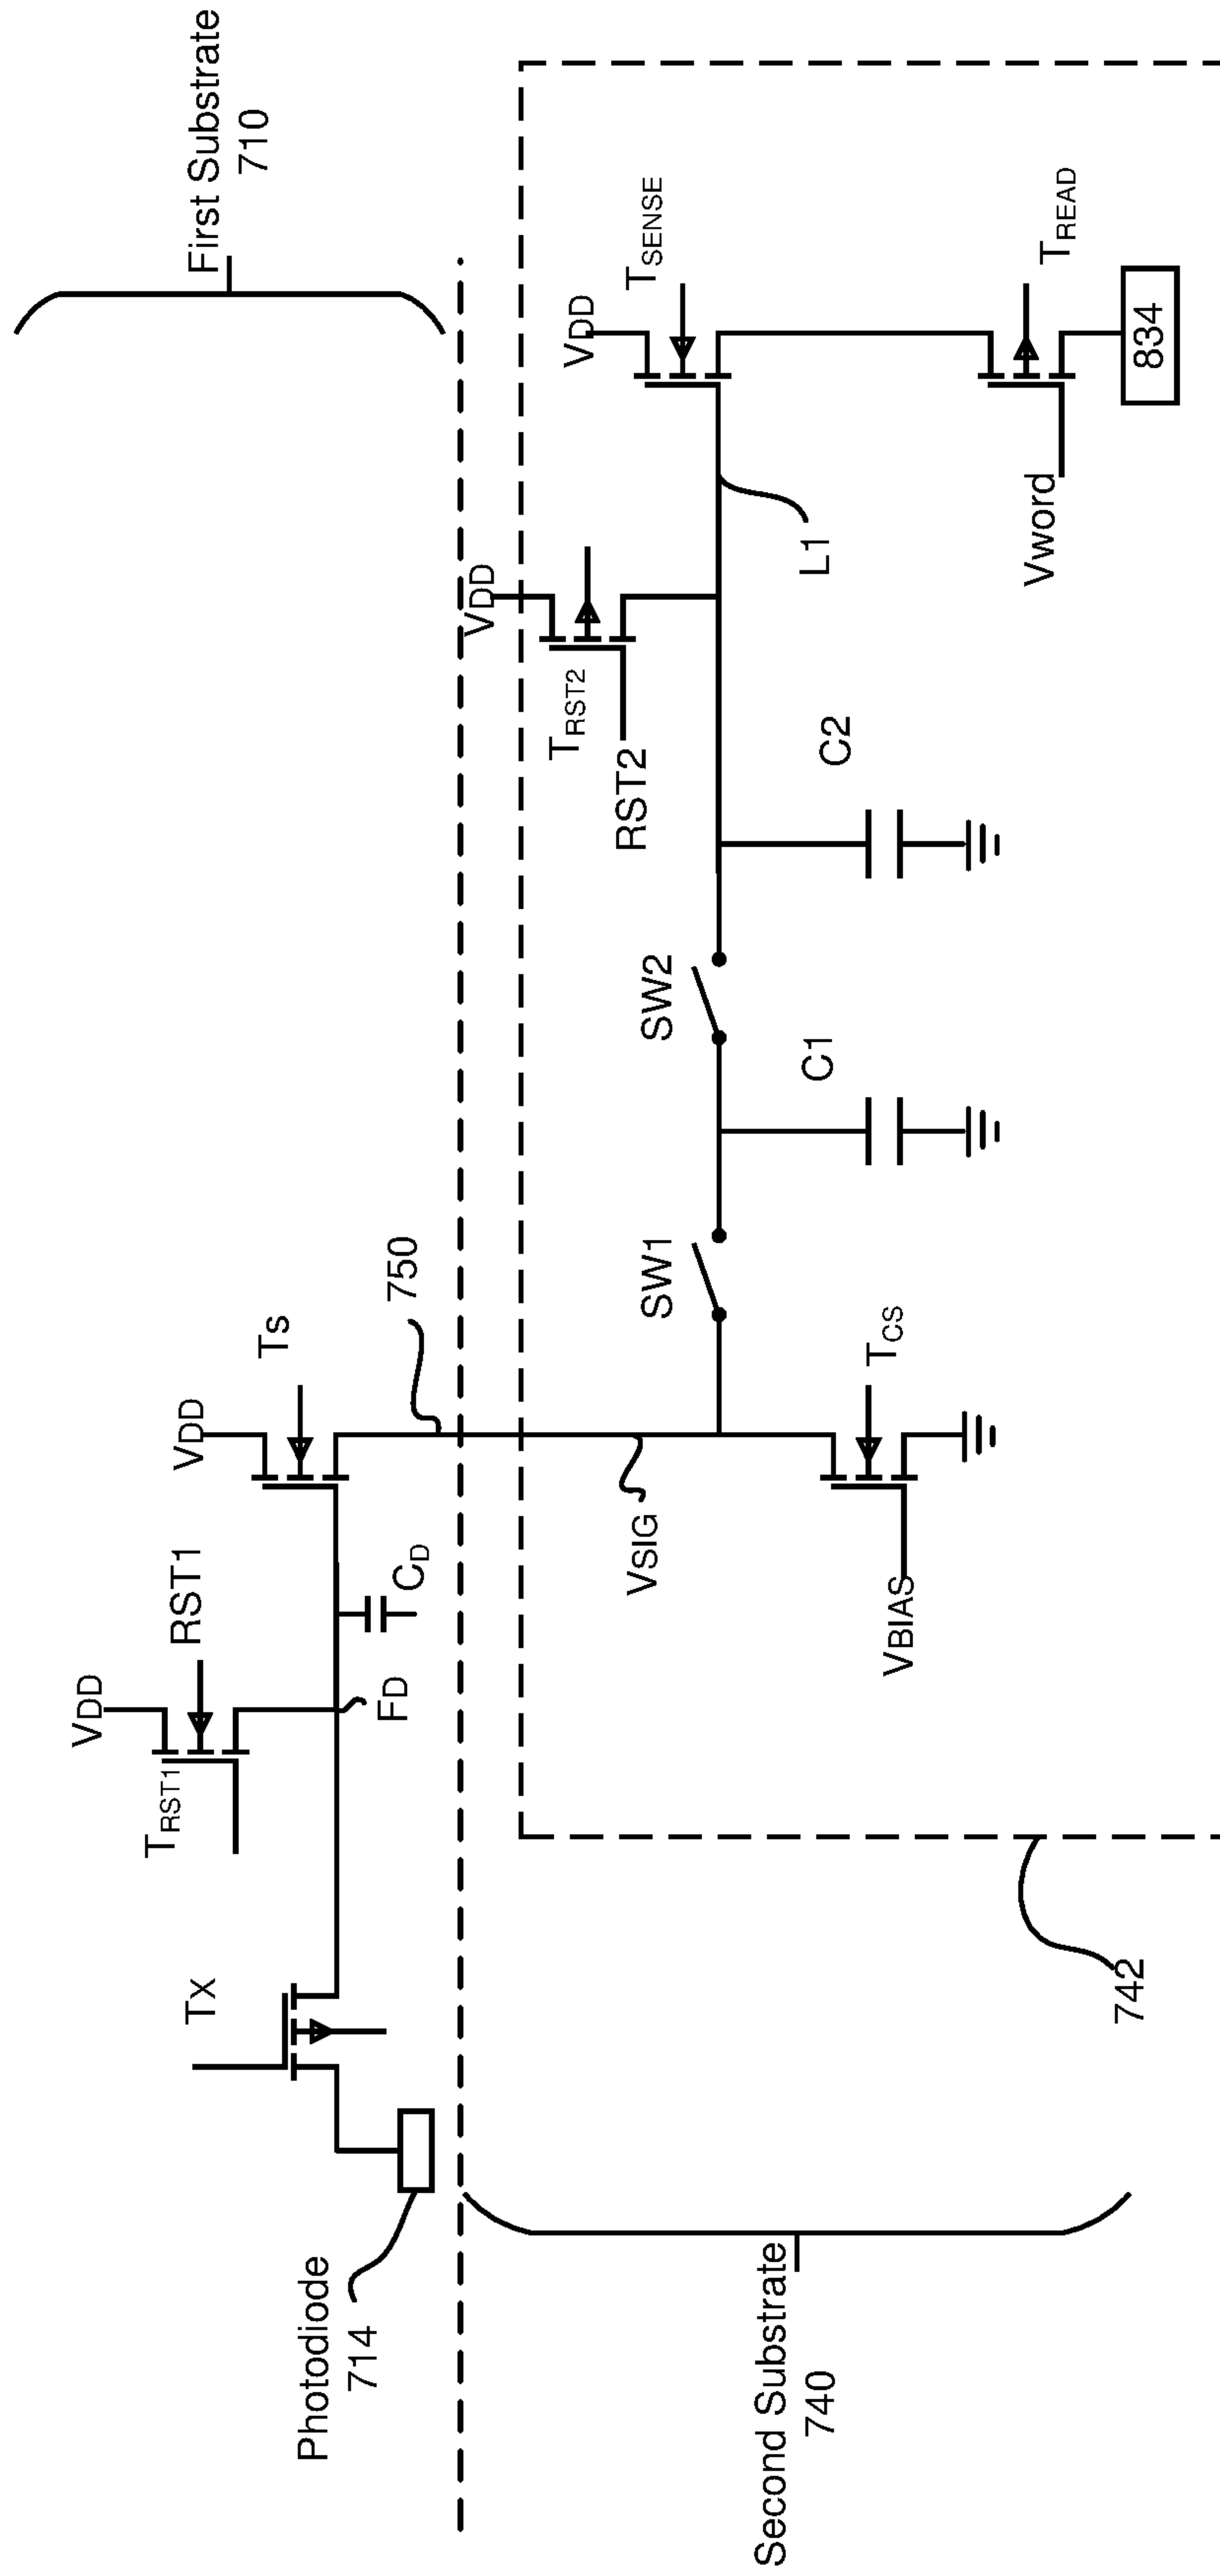 First Substrate
710
VDD
TRST1
RST1
VDD
Ts
Tx
FD
CD
750
Photodiode
714
VDD
TRST2
RST2
VDD
TSENSE
SW1
SW2
VSIG
L1
C1
C2
VBIAS
TCS
Vword
TREAD
834
Second Substrate
740
742